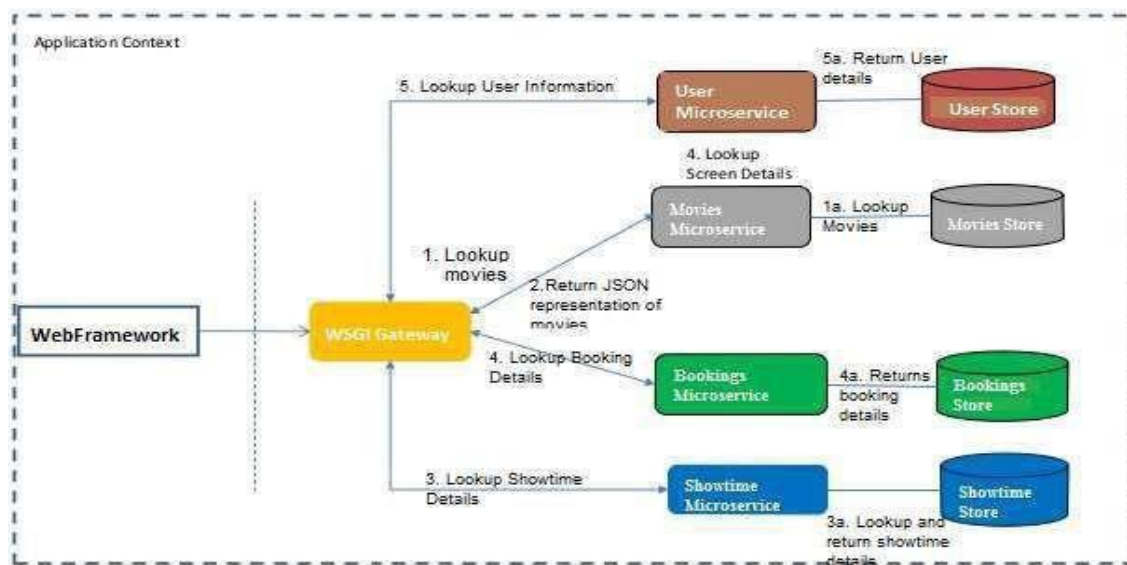 Application Context
5. Lookup User Information
User
Microservice
5a. Return User
details
User Store
4. Lookup
Screen Details
Movies
Microservice
1a. Lookup
Movies
Movies Store
1. Lookup
movies
2.Return JSON
representation of
movies
WebFramework
WSGI Gateway
4. Lookup Booking
Details
Bookings
Microservice
4a. Returns
booking
details
Bookings
Store
3. Lookup Showtime
Details
Showtime
Microservice
Showtime
Store
3a. Lookup and
return showtime
details